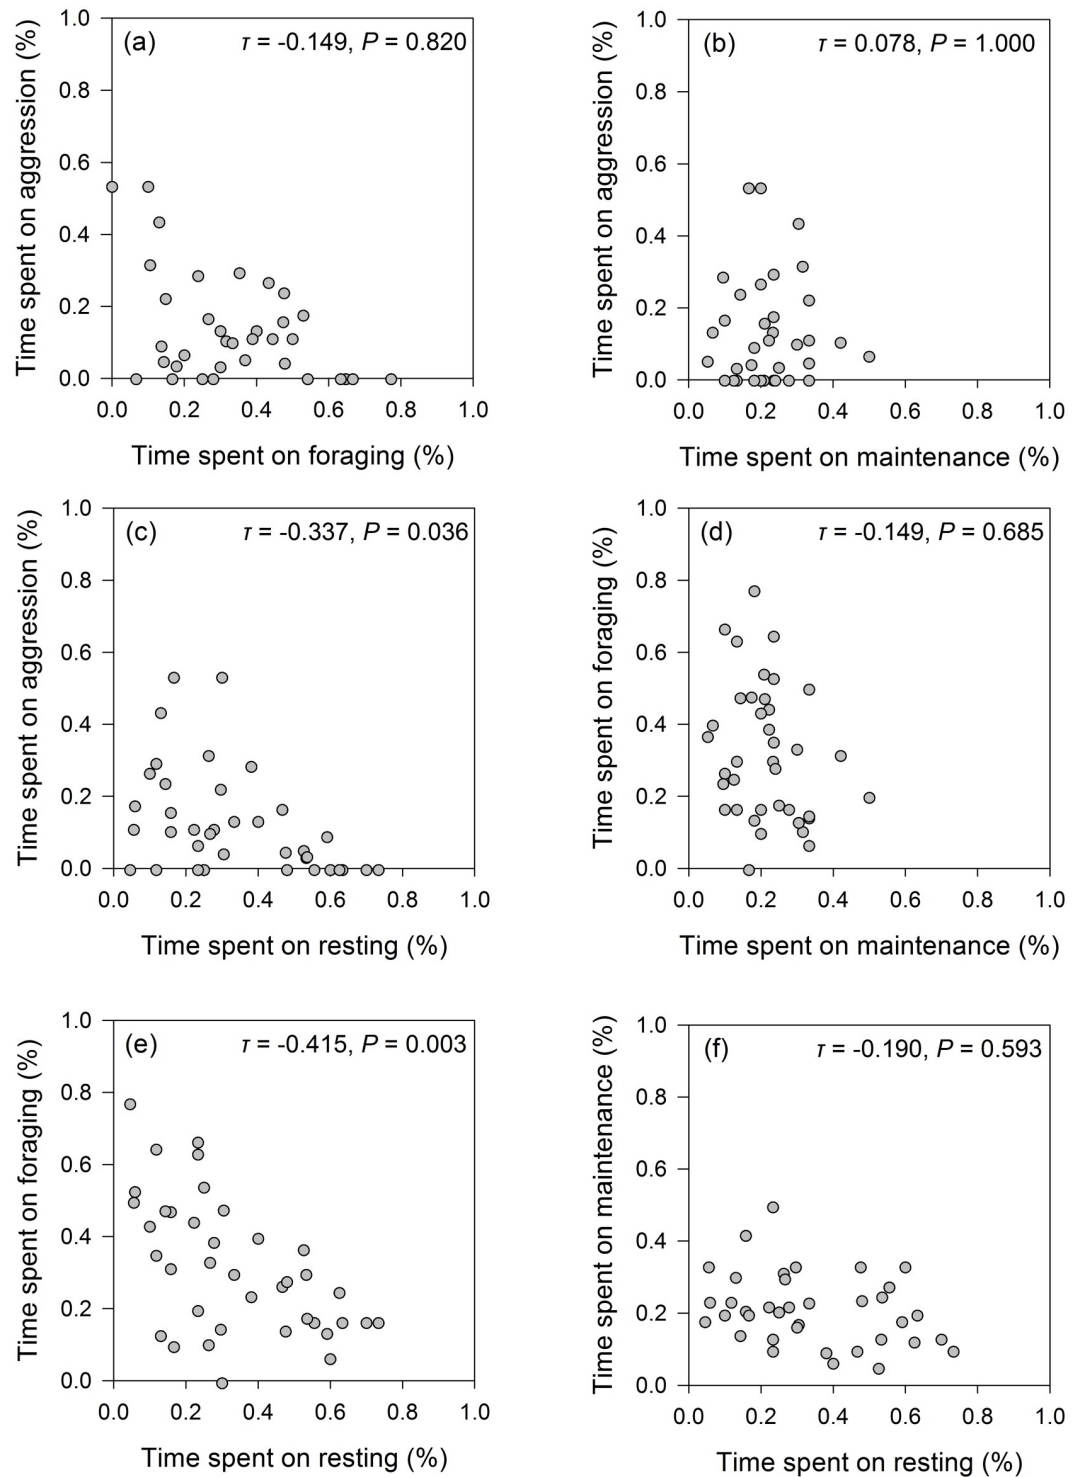 (a) τ = -0.149, P = 0.820
Time spent on aggression (%)
1.0
0.8
0.6
0.4
0.2
0.0
0.0 0.2 0.4 0.6 0.8 1.0
Time spent on foraging (%)
(b) τ = 0.078, P = 1.000
Time spent on aggression (%)
1.0
0.8
0.6
0.4
0.2
0.0
0.0 0.2 0.4 0.6 0.8 1.0
Time spent on maintenance (%)
(c) τ = -0.337, P = 0.036
Time spent on aggression (%)
1.0
0.8
0.6
0.4
0.2
0.0
0.0 0.2 0.4 0.6 0.8 1.0
Time spent on resting (%)
(d) τ = -0.149, P = 0.685
Time spent on foraging (%)
1.0
0.8
0.6
0.4
0.2
0.0
0.0 0.2 0.4 0.6 0.8 1.0
Time spent on maintenance (%)
(e) τ = -0.415, P = 0.003
Time spent on foraging (%)
1.0
0.8
0.6
0.4
0.2
0.0
0.0 0.2 0.4 0.6 0.8 1.0
Time spent on resting (%)
(f) τ = -0.190, P = 0.593
Time spent on maintenance (%)
1.0
0.8
0.6
0.4
0.2
0.0
0.0 0.2 0.4 0.6 0.8 1.0
Time spent on resting (%)